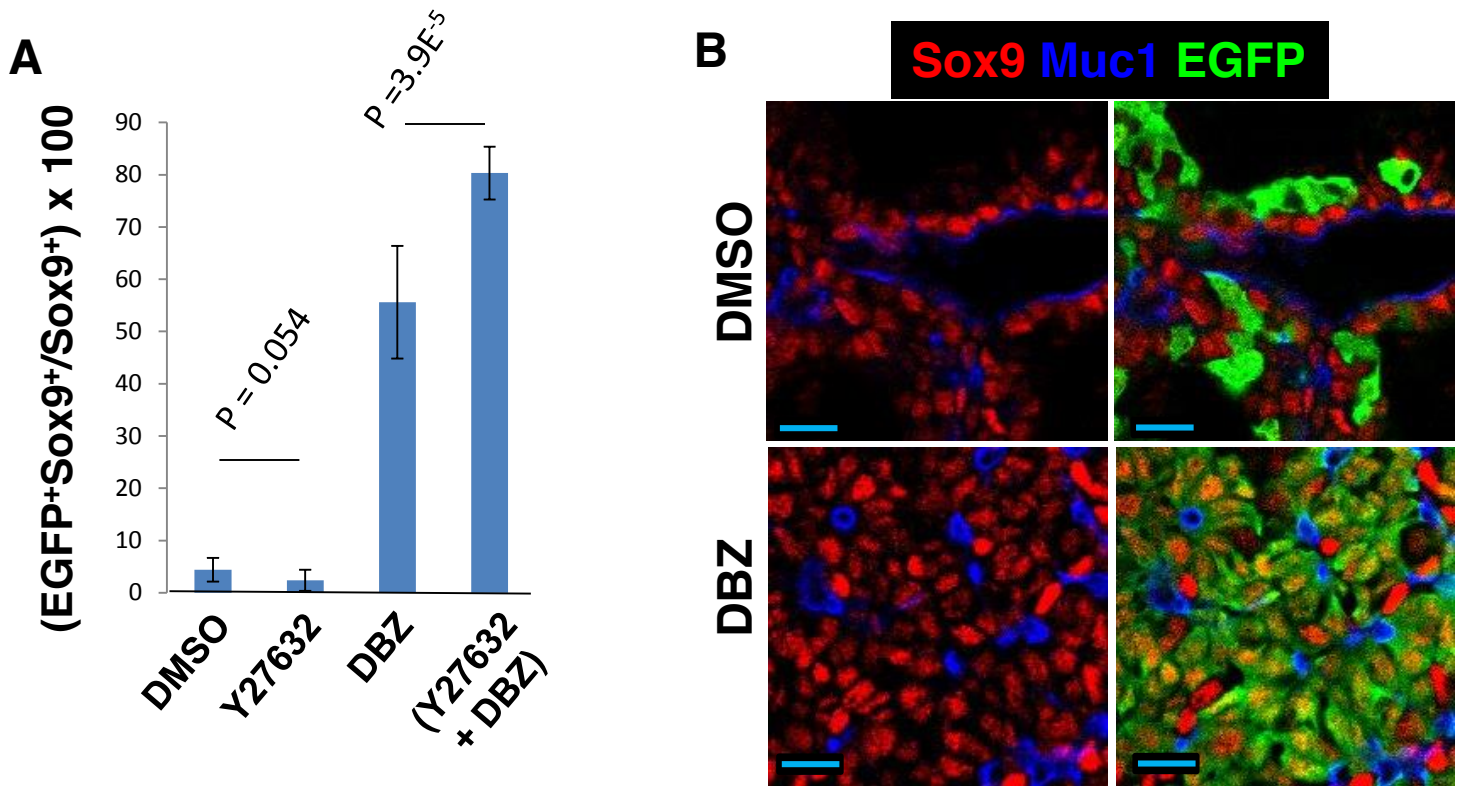 A
(EGFP⁺Sox9⁺/Sox9⁺) x 100
90
80
70
60
50
40
30
20
10
0
P = 0.054
P =3.9E⁻⁵
DMSO
Y27632
DBZ
(Y27632
+ DBZ)
B
Sox9 Muc1 EGFP
DMSO
DBZ